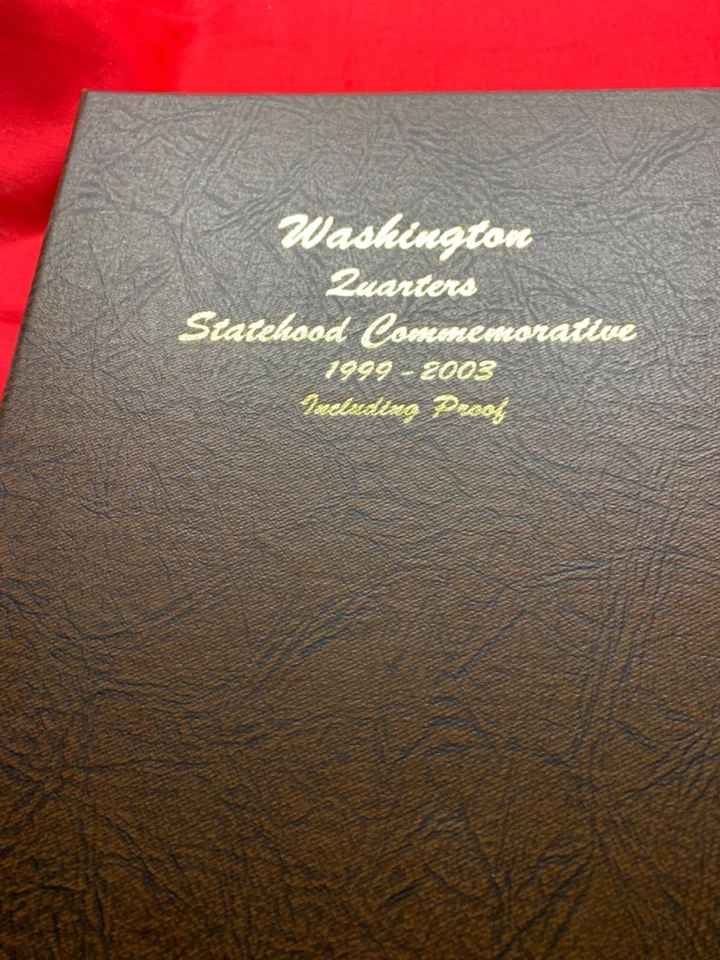 Washington
Quarters
Statehood Commemorative
1999 - 2003
Including Proof